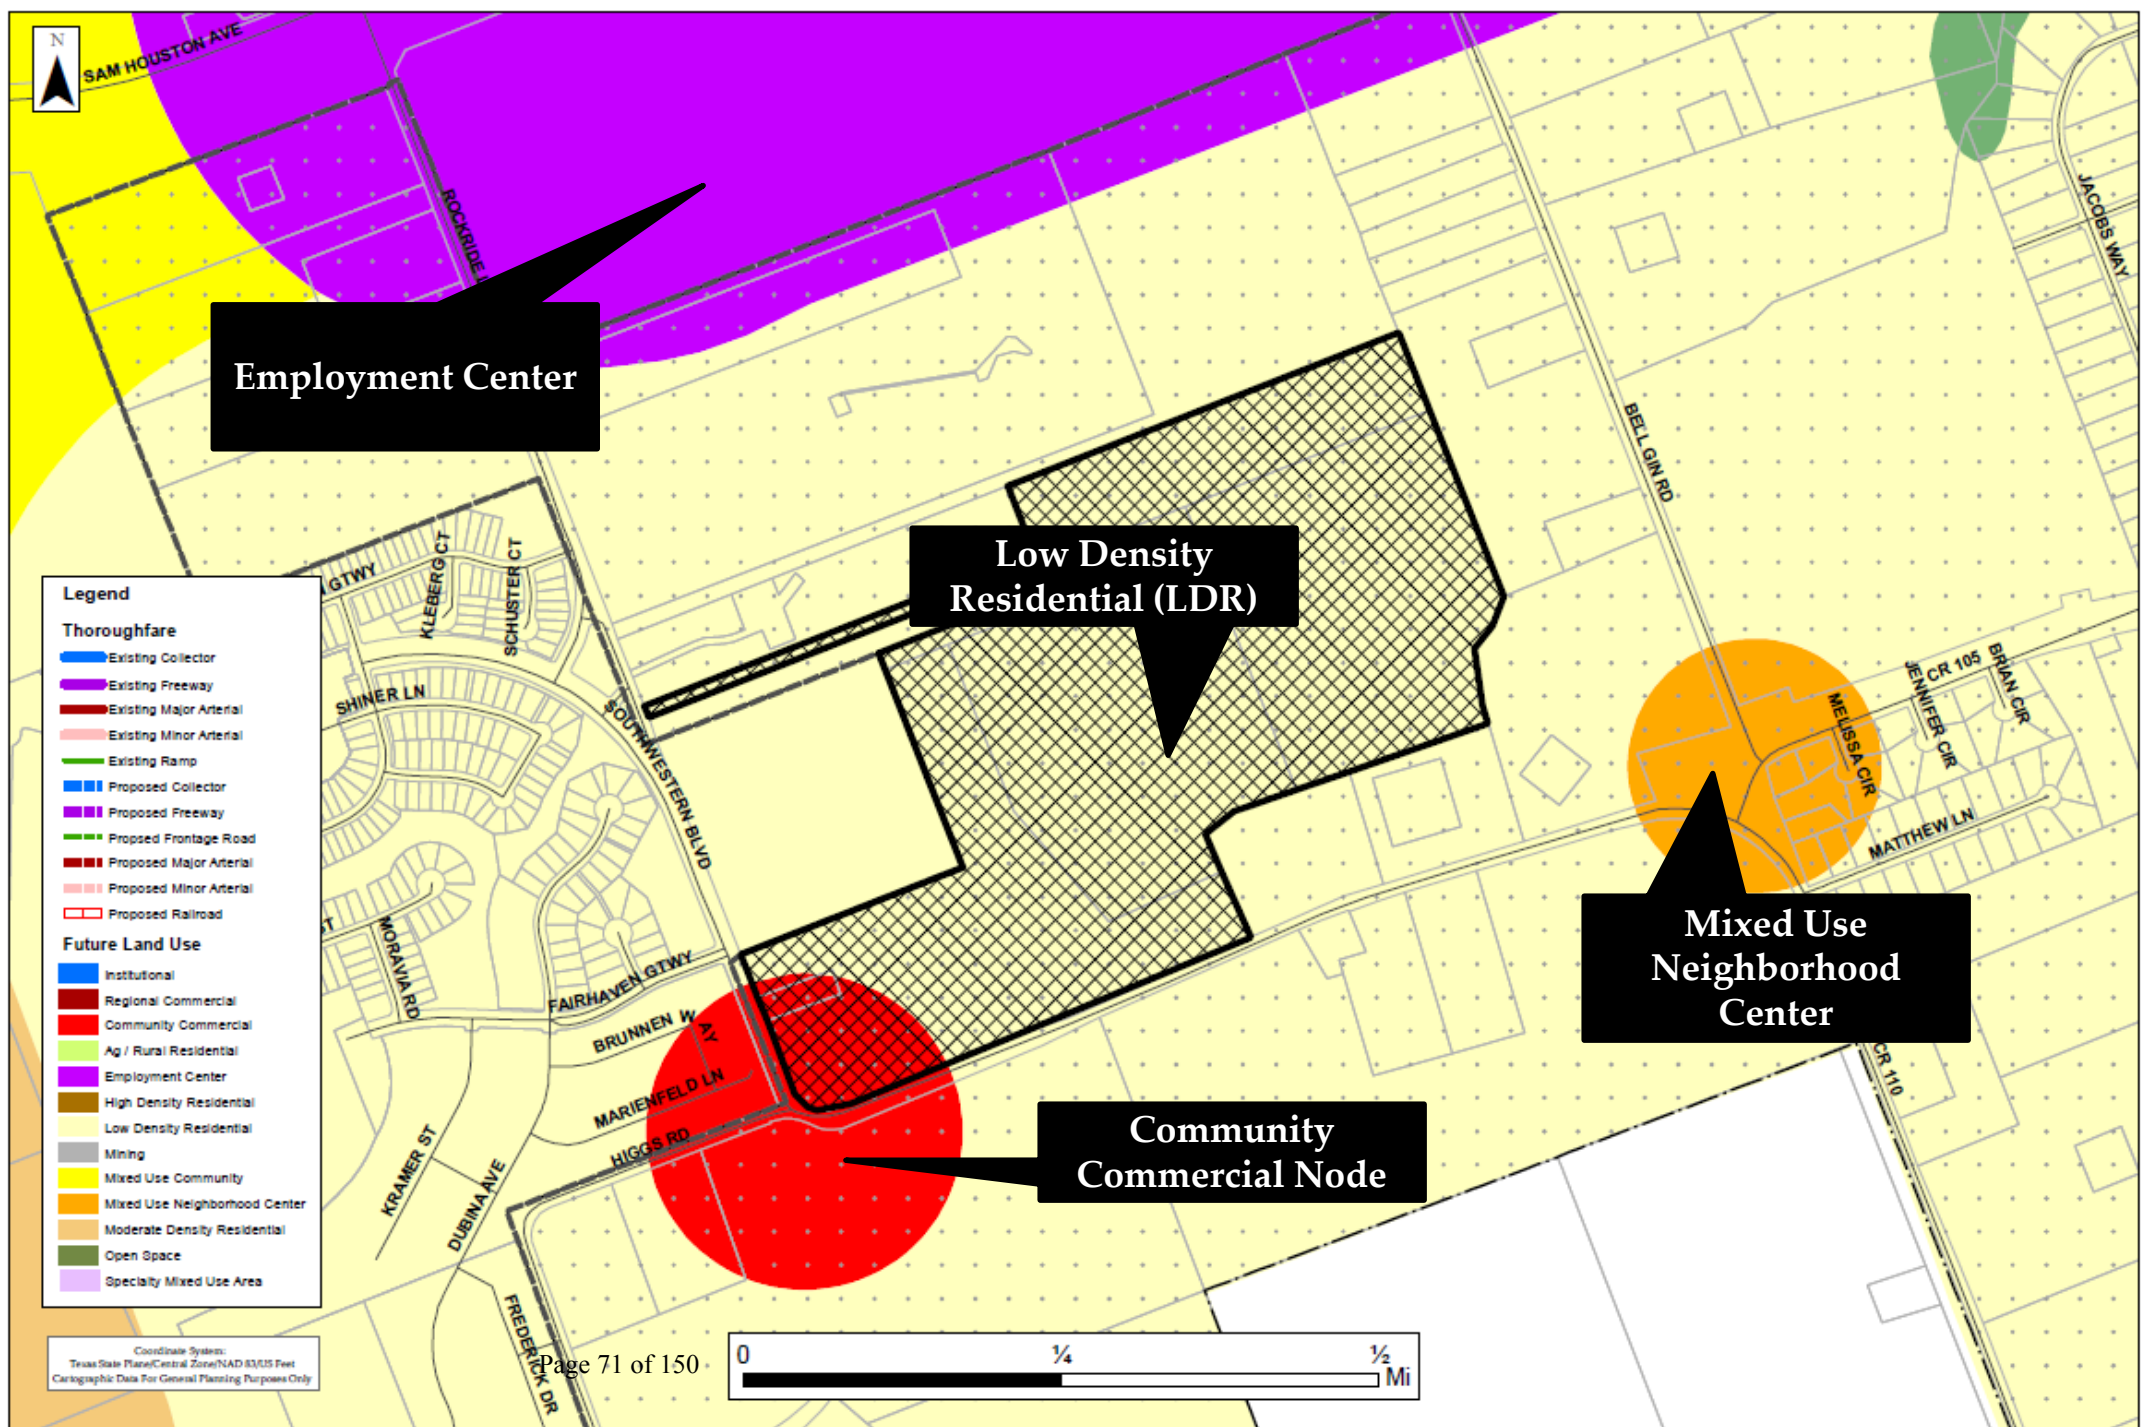 N
SAM HOUSTON AVE
ROCKRIDE
JACOBS WAY
Employment Center
BELL GIN RD
Low Density
Residential (LDR)
GTWY
KLEBERG CT
SCHUSTER CT
SHINER LN
SOUTHWESTERN BLVD
CR 105
BRIAN CIR
JENNIFER CIR
MELISSA CIR
MATTHEW LN
Mixed Use
Neighborhood
Center
CR 110
MORAVIA RD
FAIRHAVEN GTWY
BRUNNEN WAY
MARIENFELD LN
HIGGS RD
KRAMER ST
DUBINA AVE
FREDERICK DR
Community
Commercial Node
Legend
Thoroughfare
Existing Collector
Existing Freeway
Existing Major Arterial
Existing Minor Arterial
Existing Ramp
Proposed Collector
Proposed Freeway
Propsed Frontage Road
Proposed Major Arterial
Proposed Minor Arterial
Proposed Railroad
Future Land Use
Institutional
Regional Commercial
Community Commercial
Ag / Rural Residential
Employment Center
High Density Residential
Low Density Residential
Mining
Mixed Use Community
Mixed Use Neighborhood Center
Moderate Density Residential
Open Space
Specialty Mixed Use Area
Coordinate System:
Texas State Plane/Central Zone/NAD 83/US Feet
Cartographic Data For General Planning Purposes Only
Page 71 of 150
0 ¼ ½
Mi